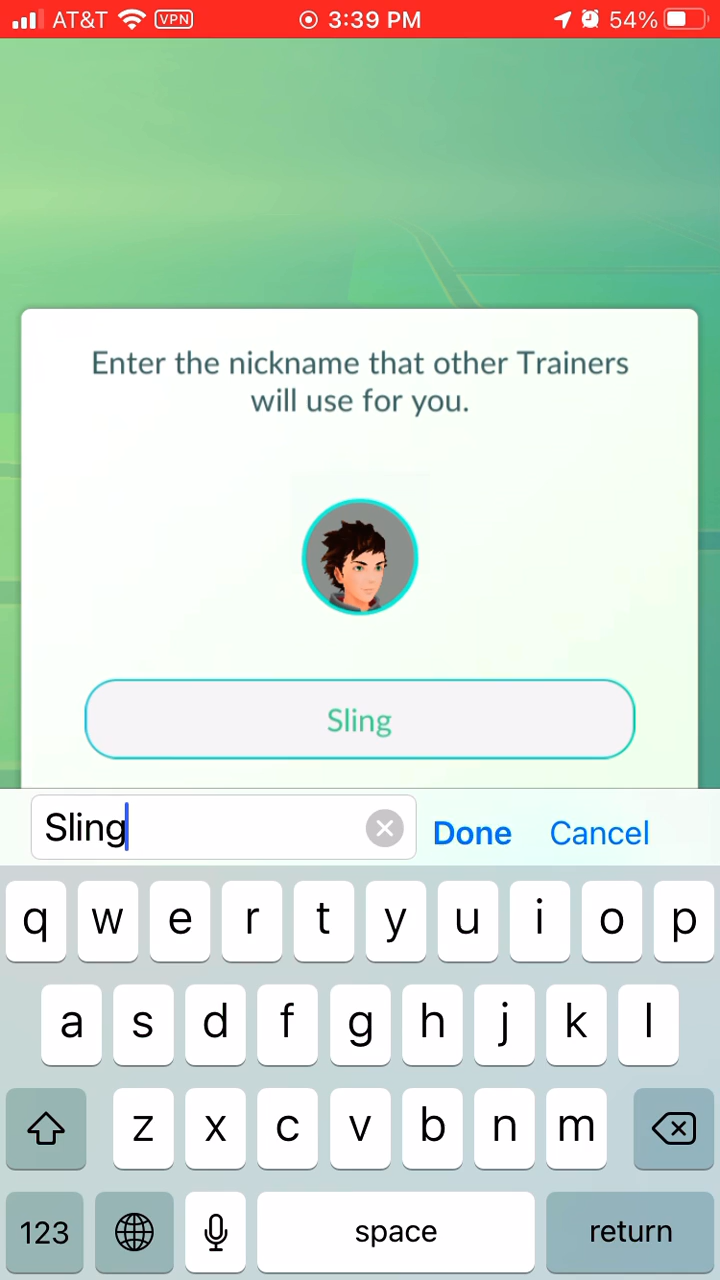 AT&T VPN 3:39 PM 54%
Enter the nickname that other Trainers
will use for you.
Sling
Sling Done Cancel
q w e r t y u i o p
a s d f g h j k l
z x c v b n m
123 space return